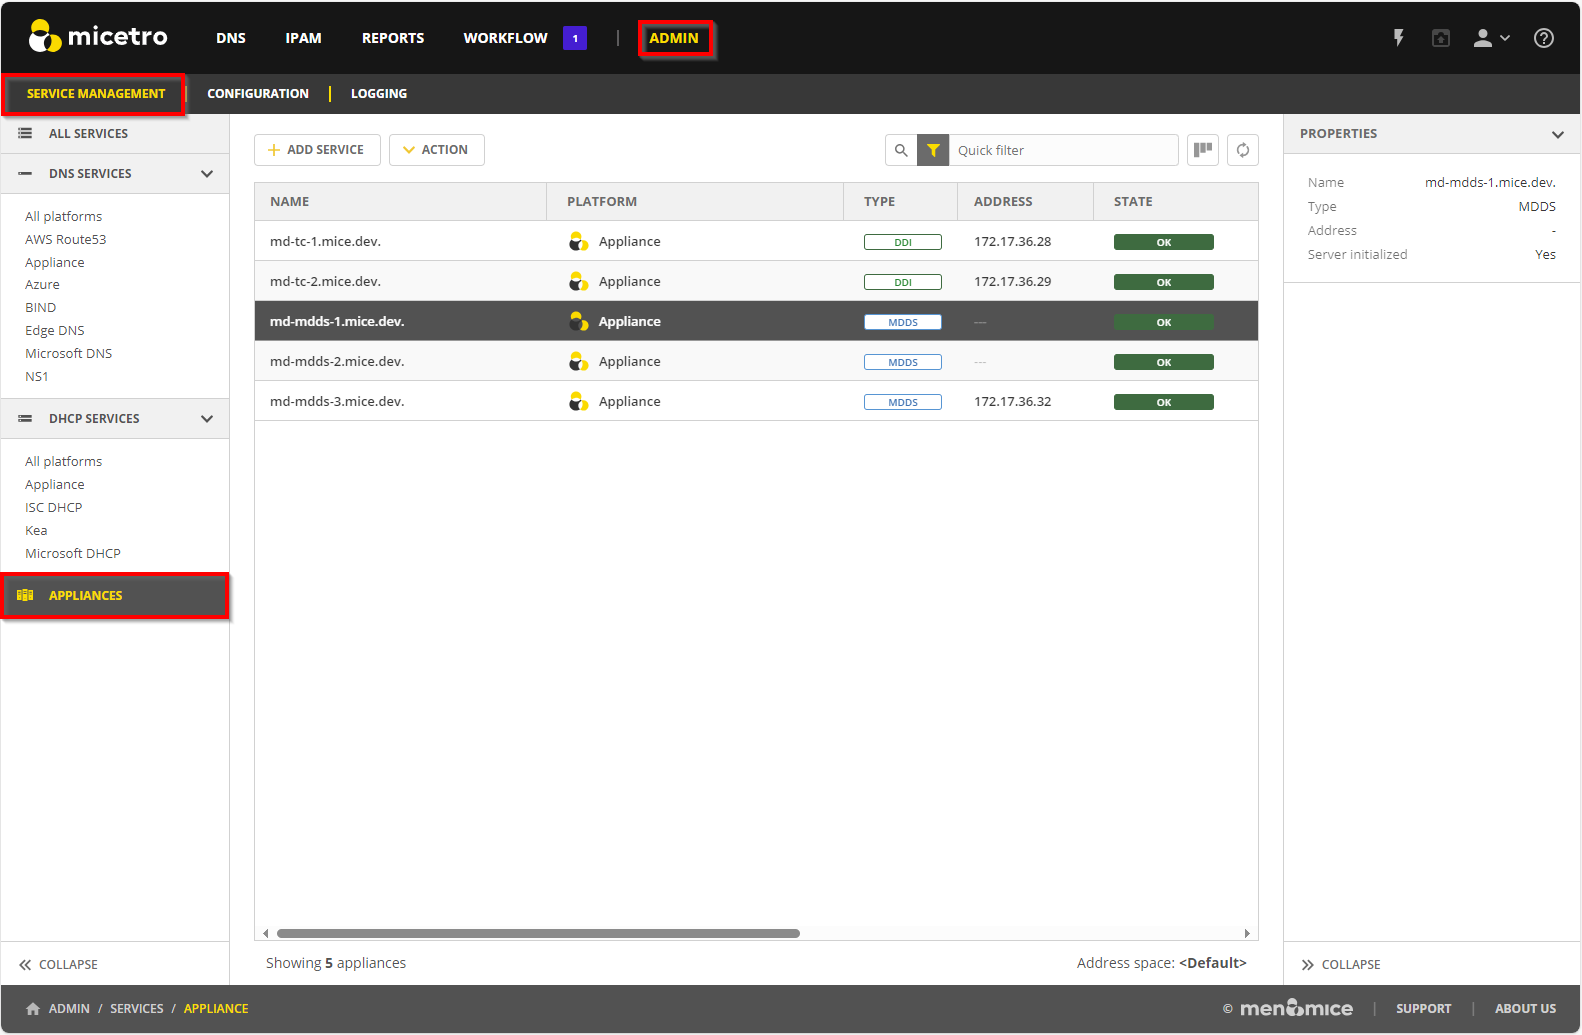 micetro DNS IPAM REPORTS WORKFLOW 1 | ADMIN
SERVICE MANAGEMENT | CONFIGURATION | LOGGING
ALL SERVICES
DNS SERVICES
All platforms
AWS Route53
Appliance
Azure
BIND
Edge DNS
Microsoft DNS
NS1
DHCP SERVICES
All platforms
Appliance
ISC DHCP
Kea
Microsoft DHCP
APPLIANCES
COLLAPSE
ADD SERVICE ACTION Quick filter
NAME PLATFORM TYPE ADDRESS STATE
md-tc-1.mice.dev. Appliance DDI 172.17.36.28 OK
md-tc-2.mice.dev. Appliance DDI 172.17.36.29 OK
md-mdds-1.mice.dev. Appliance MDDS --- OK
md-mdds-2.mice.dev. Appliance MDDS --- OK
md-mdds-3.mice.dev. Appliance MDDS 172.17.36.32 OK
Showing 5 appliances Address space: <Default>
PROPERTIES
Name md-mdds-1.mice.dev.
Type MDDS
Address -
Server initialized Yes
COLLAPSE
ADMIN / SERVICES / APPLIANCE © men&mice | SUPPORT | ABOUT US